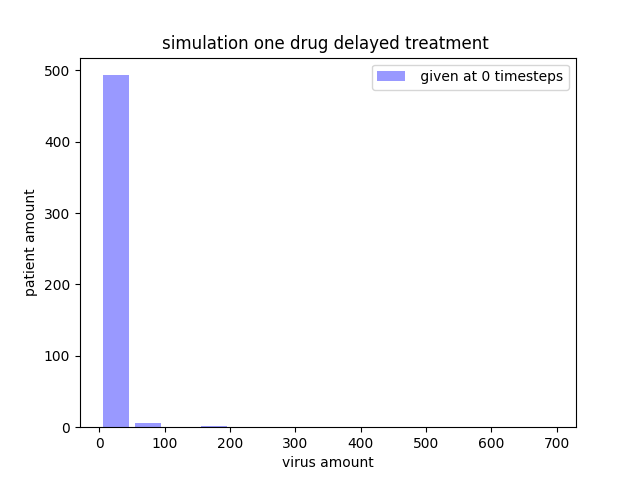 simulation one drug delayed treatment
given at 0 timesteps
patient amount
500
400
300
200
100
0
0 100 200 300 400 500 600 700
virus amount